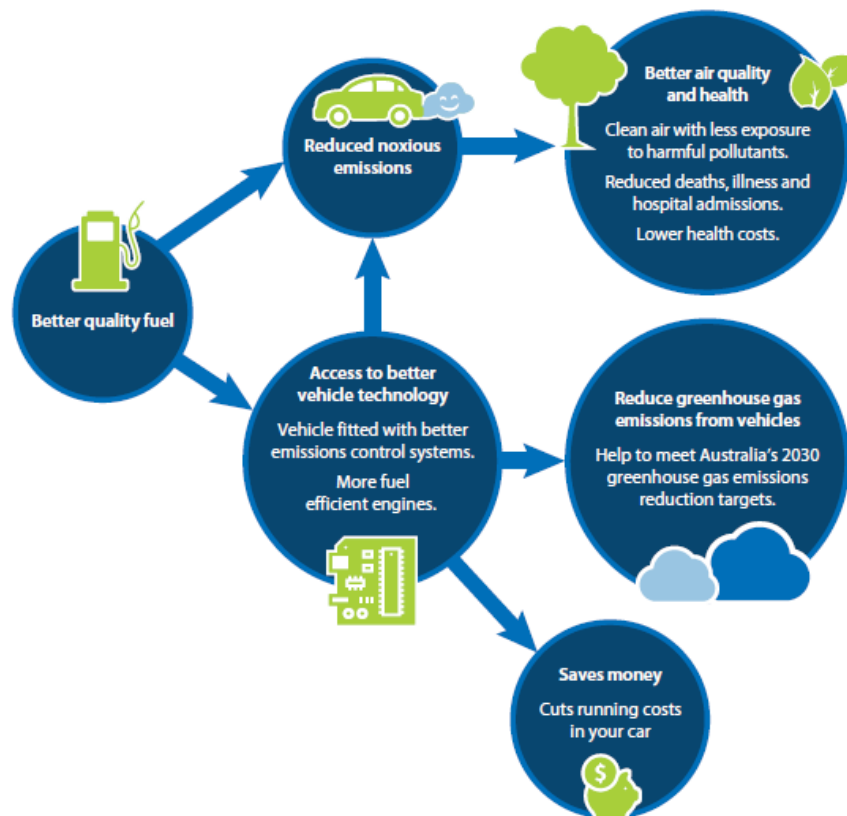 Better quality fuel
Reduced noxious
emissions
Better air quality
and health
Clean air with less exposure
to harmful pollutants.
Reduced deaths, illness and
hospital admissions.
Lower health costs.
Access to better
vehicle technology
Vehicle fitted with better
emissions control systems.
More fuel
efficient engines.
Reduce greenhouse gas
emissions from vehicles
Help to meet Australia's 2030
greenhouse gas emissions
reduction targets.
Saves money
Cuts running costs
in your car
$